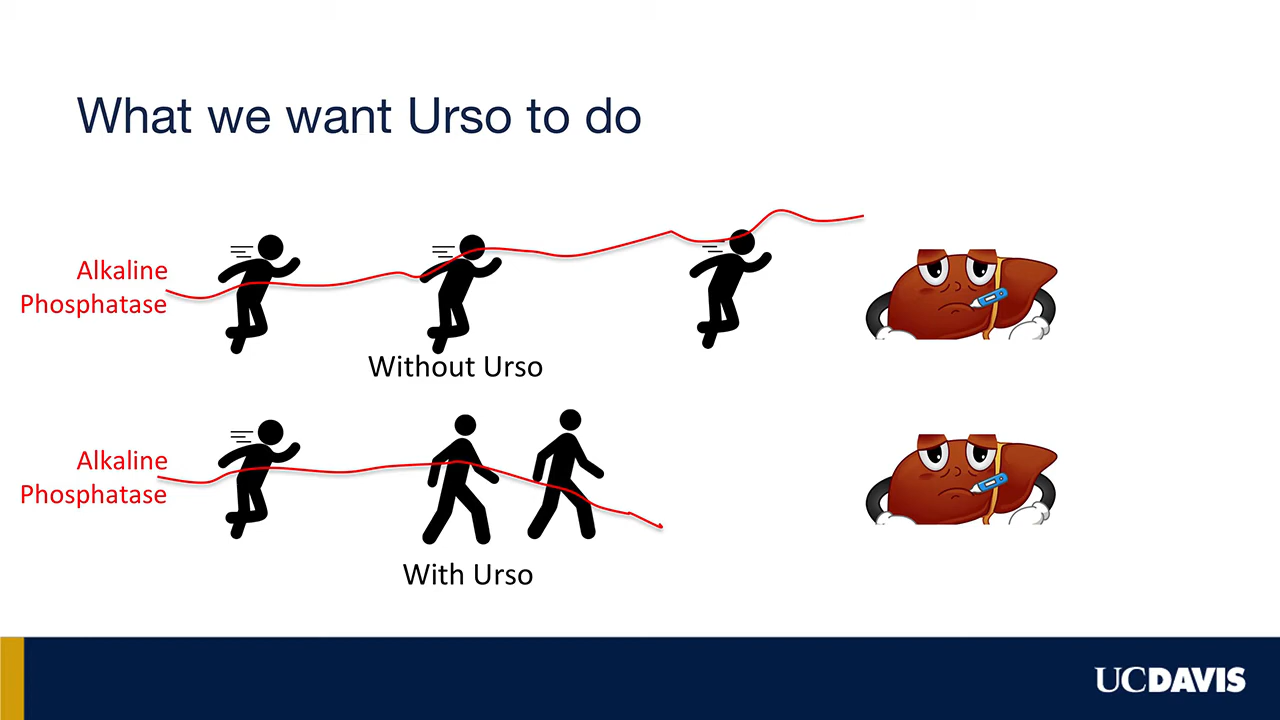 What we want Urso to do
Alkaline
Phosphatase
Without Urso
Alkaline
Phosphatase
With Urso
UCDAVIS